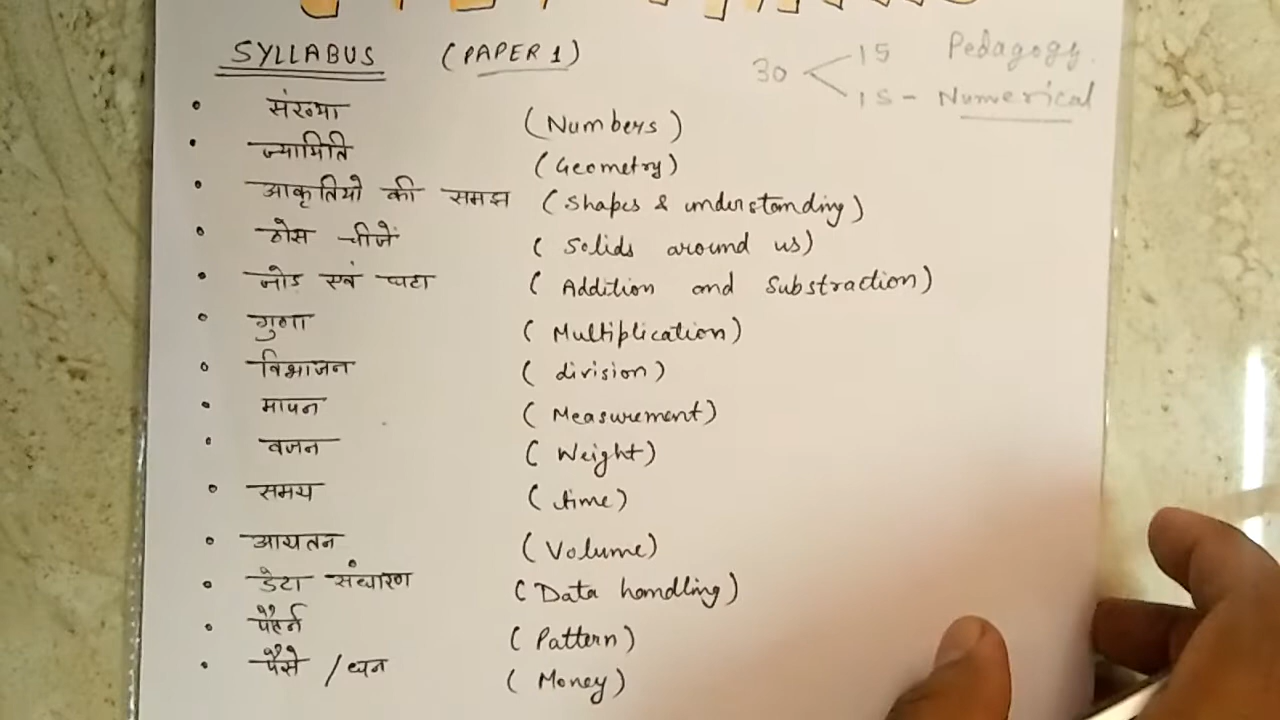 SYLLABUS (PAPER 1)
30 15 Pedagogy.
15 - Numerical
• संख्या (Numbers)
• ज्यामिति (Geometry)
• आकृतियो की समझ (Shapes & understanding)
• ठोस चीजें (Solids around us)
• जोड एवं घटा (Addition and Substraction)
• गुणा (Multiplication)
• विभाजन (division)
• मापन (Measurement)
• वजन (Weight)
• समय (time)
• आयतन (Volume)
• डेटा संधारण (Data handling)
• पैटर्न (Pattern)
• पैसे / धन (Money)